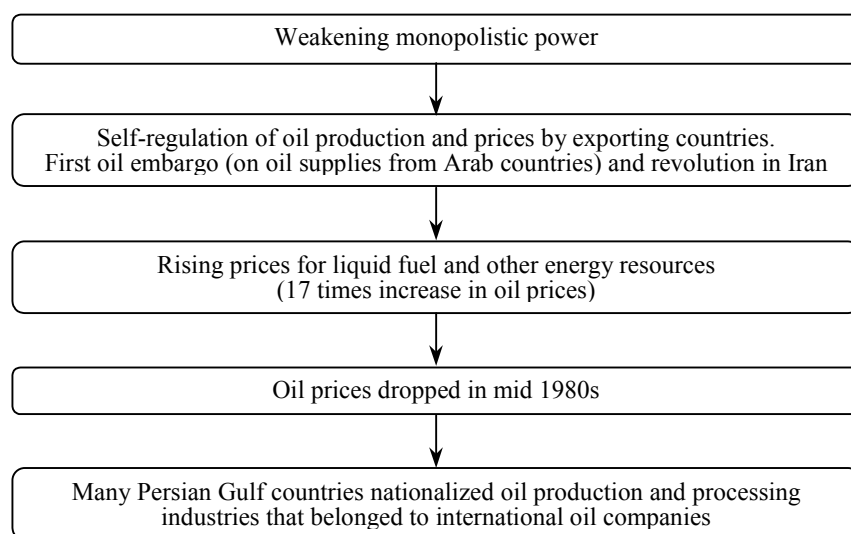 Weakening monopolistic power
Self-regulation of oil production and prices by exporting countries.
First oil embargo (on oil supplies from Arab countries) and revolution in Iran
Rising prices for liquid fuel and other energy resources
(17 times increase in oil prices)
Oil prices dropped in mid 1980s
Many Persian Gulf countries nationalized oil production and processing
industries that belonged to international oil companies